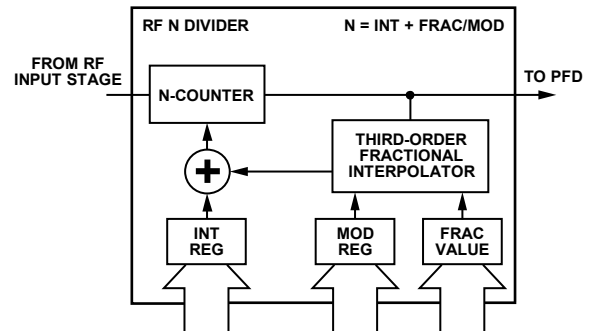 RF N DIVIDER
N = INT + FRAC/MOD
FROM RF
INPUT STAGE
TO PFD
N-COUNTER
THIRD-ORDER
FRACTIONAL
INTERPOLATOR
+
INT
REG
MOD
REG
FRAC
VALUE